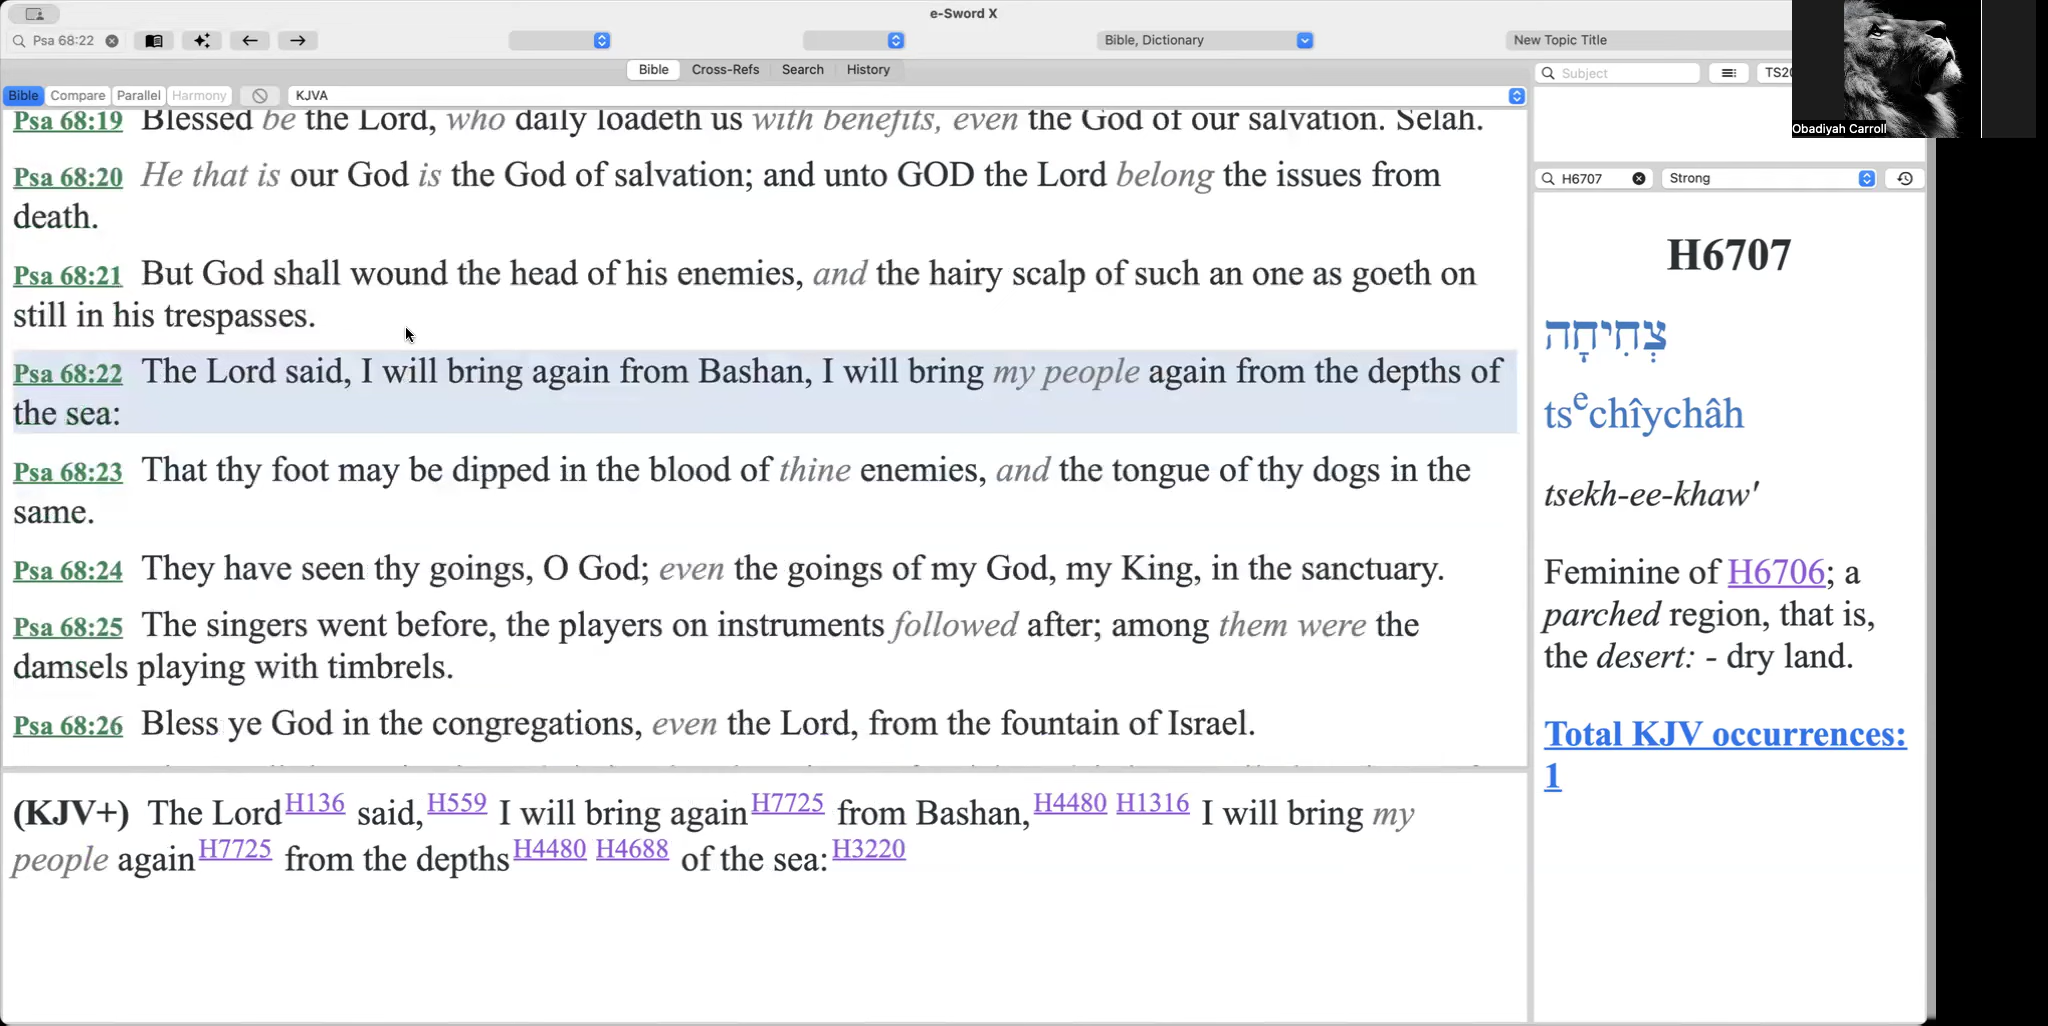 e-Sword X
Psa 68:22
Bible, Dictionary
New Topic Title
Bible Cross-Refs Search History
Subject
TS20
Obadiyah Carroll
Bible Compare Parallel Harmony
KJVA
Psa 68:19 Blessed be the Lord, who daily loadeth us with benefits, even the God of our salvation. Selah.
Psa 68:20 He that is our God is the God of salvation; and unto GOD the Lord belong the issues from
death.
Psa 68:21 But God shall wound the head of his enemies, and the hairy scalp of such an one as goeth on
still in his trespasses.
Psa 68:22 The Lord said, I will bring again from Bashan, I will bring my people again from the depths of
the sea:
Psa 68:23 That thy foot may be dipped in the blood of thine enemies, and the tongue of thy dogs in the
same.
Psa 68:24 They have seen thy goings, O God; even the goings of my God, my King, in the sanctuary.
Psa 68:25 The singers went before, the players on instruments followed after; among them were the
damsels playing with timbrels.
Psa 68:26 Bless ye God in the congregations, even the Lord, from the fountain of Israel.
(KJV+) The Lord H136 said, H559 I will bring again H7725 from Bashan, H4480 H1316 I will bring my
people again H7725 from the depths H4480 H4688 of the sea: H3220
H6707
Strong
H6707
צְחִיחָה
tsᵉchîychâh
tsekh-ee-khaw'
Feminine of H6706; a
parched region, that is,
the desert: - dry land.
Total KJV occurrences:
1